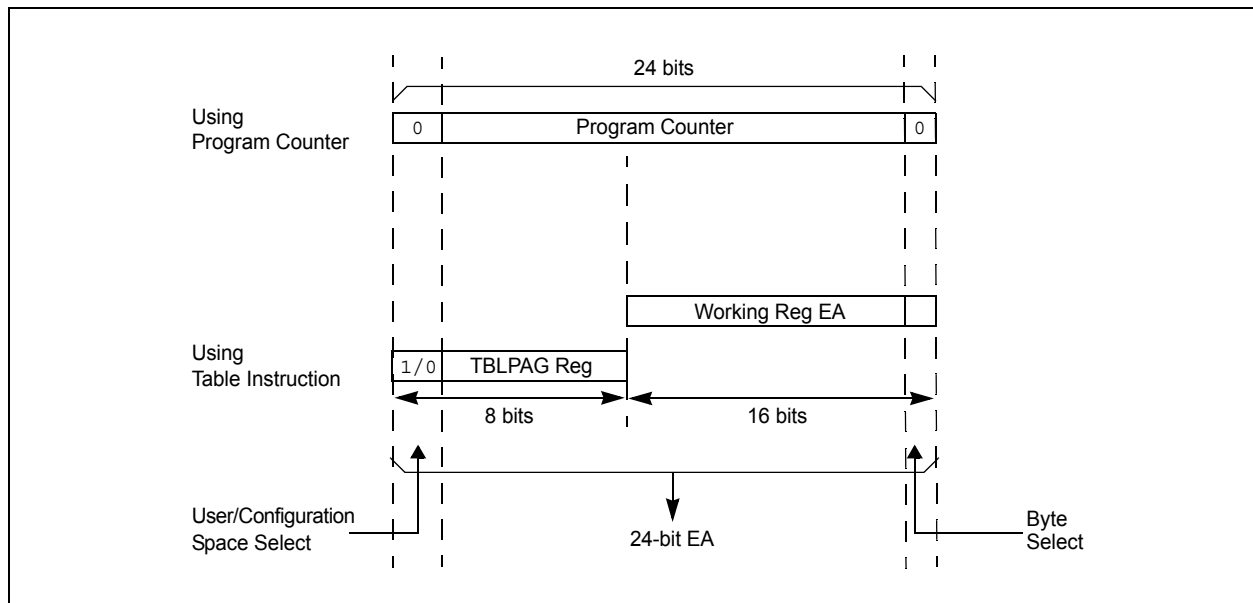 24 bits
Using
Program Counter
0
Program Counter
0
Working Reg EA
Using
Table Instruction
1/0
TBLPAG Reg
8 bits
16 bits
User/Configuration
Space Select
24-bit EA
Byte
Select